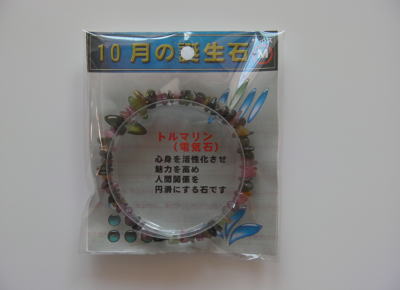 10月の誕生石
トルマリン
(電気石)
心身を活性化させ
魅力を高め
人間関係を
円滑にする石です